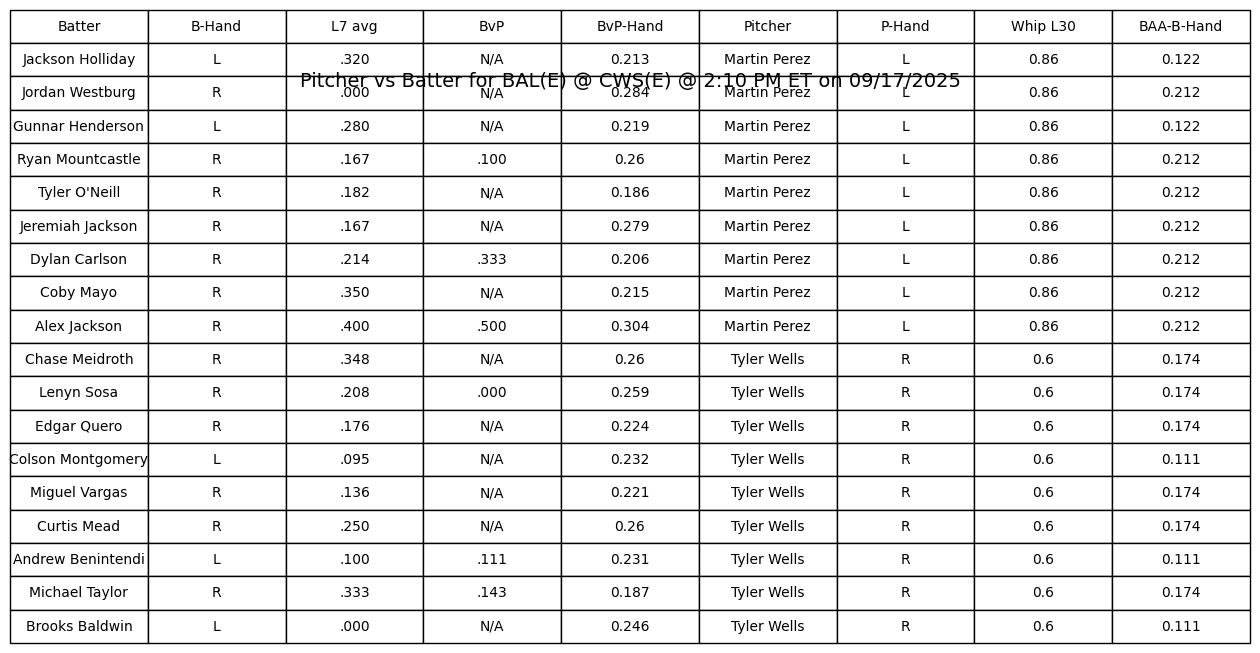 Batter B-Hand L7 avg BvP BvP-Hand Pitcher P-Hand Whip L30 BAA-B-Hand
Jackson Holliday L .320 N/A 0.213 Martin Perez L 0.86 0.122
Pitcher vs Batter for BAL(E) @ CWS(E) @ 2:10 PM ET on 09/17/2025
Jordan Westburg R .000 N/A 0.284 Martin Perez L 0.86 0.212
Gunnar Henderson L .280 N/A 0.219 Martin Perez L 0.86 0.122
Ryan Mountcastle R .167 .100 0.26 Martin Perez L 0.86 0.212
Tyler O'Neill R .182 N/A 0.186 Martin Perez L 0.86 0.212
Jeremiah Jackson R .167 N/A 0.279 Martin Perez L 0.86 0.212
Dylan Carlson R .214 .333 0.206 Martin Perez L 0.86 0.212
Coby Mayo R .350 N/A 0.215 Martin Perez L 0.86 0.212
Alex Jackson R .400 .500 0.304 Martin Perez L 0.86 0.212
Chase Meidroth R .348 N/A 0.26 Tyler Wells R 0.6 0.174
Lenyn Sosa R .208 .000 0.259 Tyler Wells R 0.6 0.174
Edgar Quero R .176 N/A 0.224 Tyler Wells R 0.6 0.174
Colson Montgomery L .095 N/A 0.232 Tyler Wells R 0.6 0.111
Miguel Vargas R .136 N/A 0.221 Tyler Wells R 0.6 0.174
Curtis Mead R .250 N/A 0.26 Tyler Wells R 0.6 0.174
Andrew Benintendi L .100 .111 0.231 Tyler Wells R 0.6 0.111
Michael Taylor R .333 .143 0.187 Tyler Wells R 0.6 0.174
Brooks Baldwin L .000 N/A 0.246 Tyler Wells R 0.6 0.111